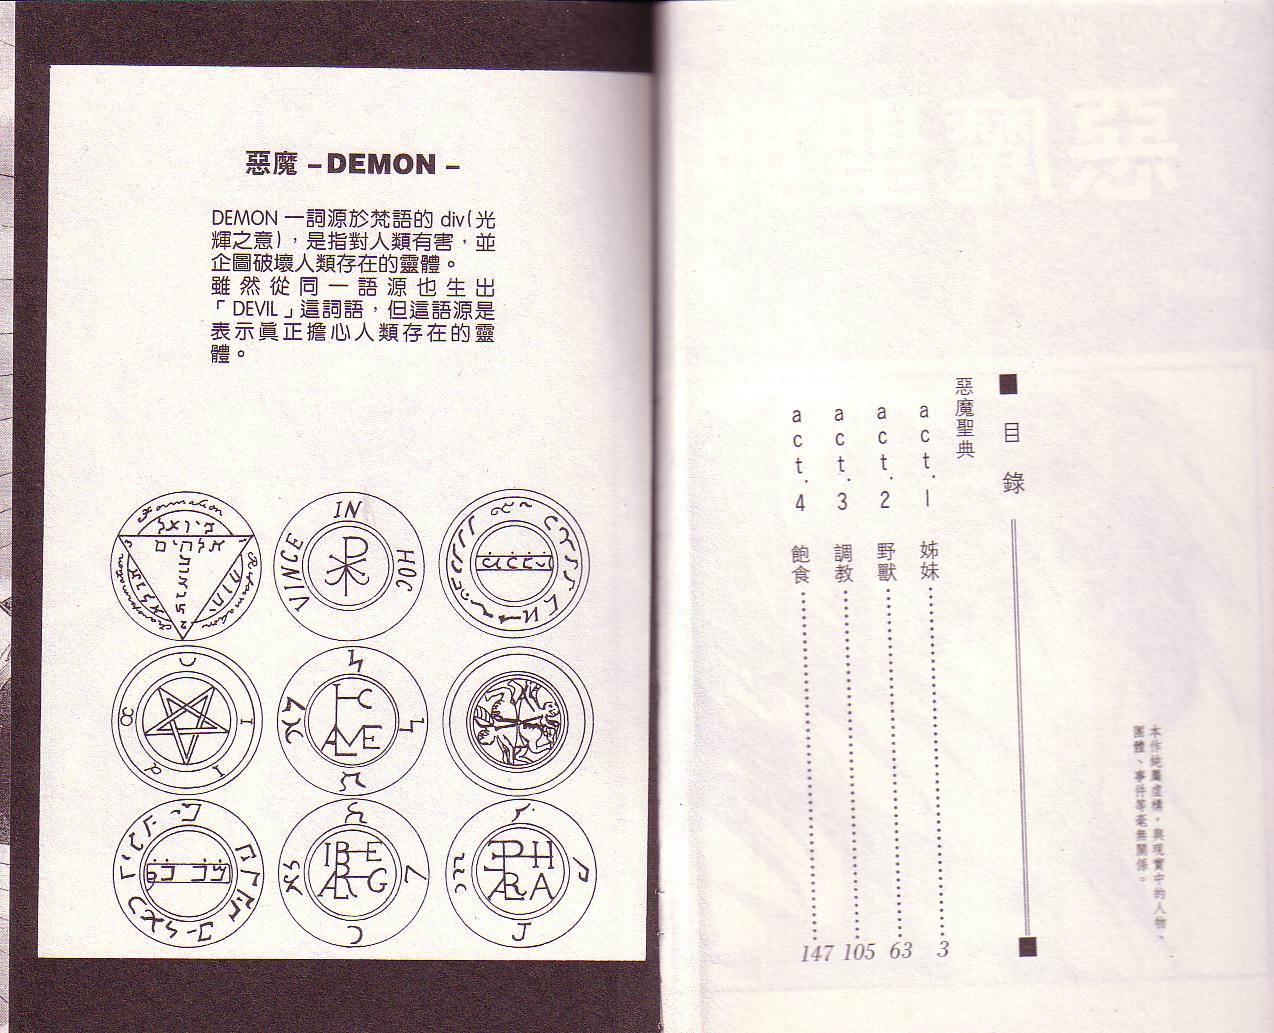 惡魔 –DEMON –
DEMON 一詞源於梵語的 div(光
輝之意)，是指對人類有害，並
企圖破壞人類存在的靈體。
雖然從同一語源也生出
「DEVIL」這詞語，但這語源是
表示眞正擔心人類存在的靈
體。
IN
HOC
VINCE
Formation
Reformation
■ 目錄
惡魔聖典
act.1 姊妹 3
act.2 野獸 63
act.3 調教 105
act.4 飽食 147
本作純屬虛構，與現實中的人物、
團體、事件等毫無關係。